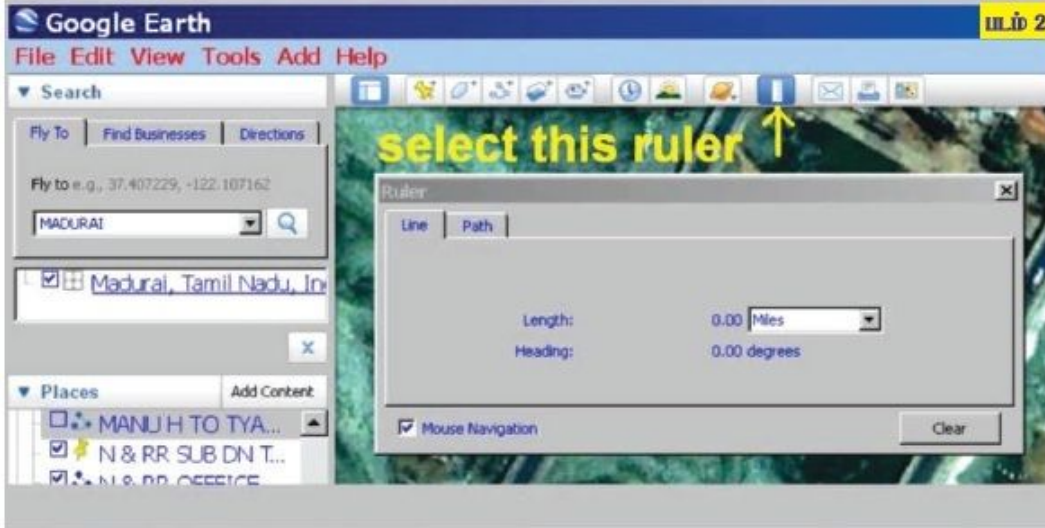 Google Earth
படம் 2
File Edit View Tools Add Help
Search
Fly To Find Businesses Directions
Fly to e.g., 37.407229, -122.107162
MADURAI
Madurai, Tamil Nadu, In
Places Add Content
MANU H TO TYA...
N & RR SUB DN T...
N & RR OFFFICE
select this ruler
Ruler
Line Path
Length: 0.00 Miles
Heading: 0.00 degrees
Mouse Navigation Clear